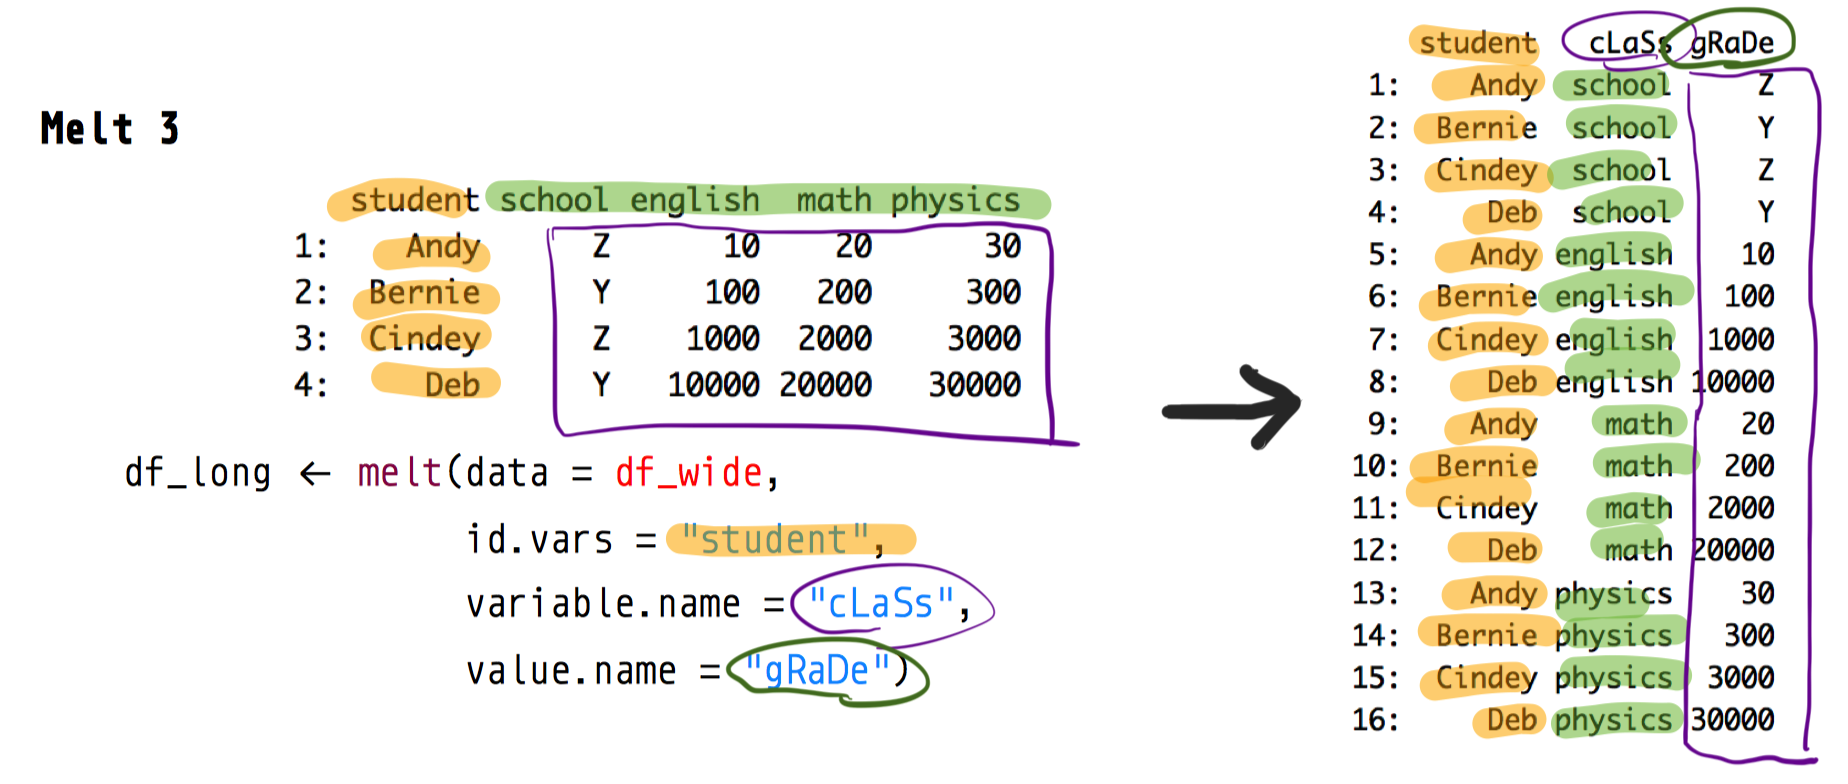 Melt 3
student school english math physics
1: Andy Z 10 20 30
2: Bernie Y 100 200 300
3: Cindey Z 1000 2000 3000
4: Deb Y 10000 20000 30000
df_long ← melt(data = df_wide,
id.vars = "student",
variable.name = "cLaSs",
value.name = "gRaDe")
student cLaSs gRaDe
1: Andy school Z
2: Bernie school Y
3: Cindey school Z
4: Deb school Y
5: Andy english 10
6: Bernie english 100
7: Cindey english 1000
8: Deb english 10000
9: Andy math 20
10: Bernie math 200
11: Cindey math 2000
12: Deb math 20000
13: Andy physics 30
14: Bernie physics 300
15: Cindey physics 3000
16: Deb physics 30000